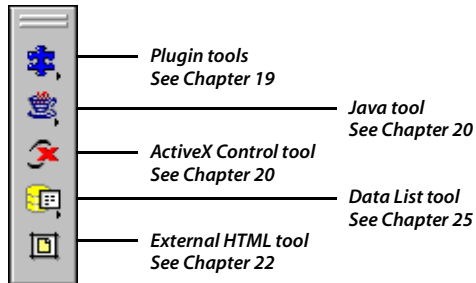 Plugin tools
See Chapter 19
Java tool
See Chapter 20
ActiveX Control tool
See Chapter 20
Data List tool
See Chapter 25
External HTML tool
See Chapter 22